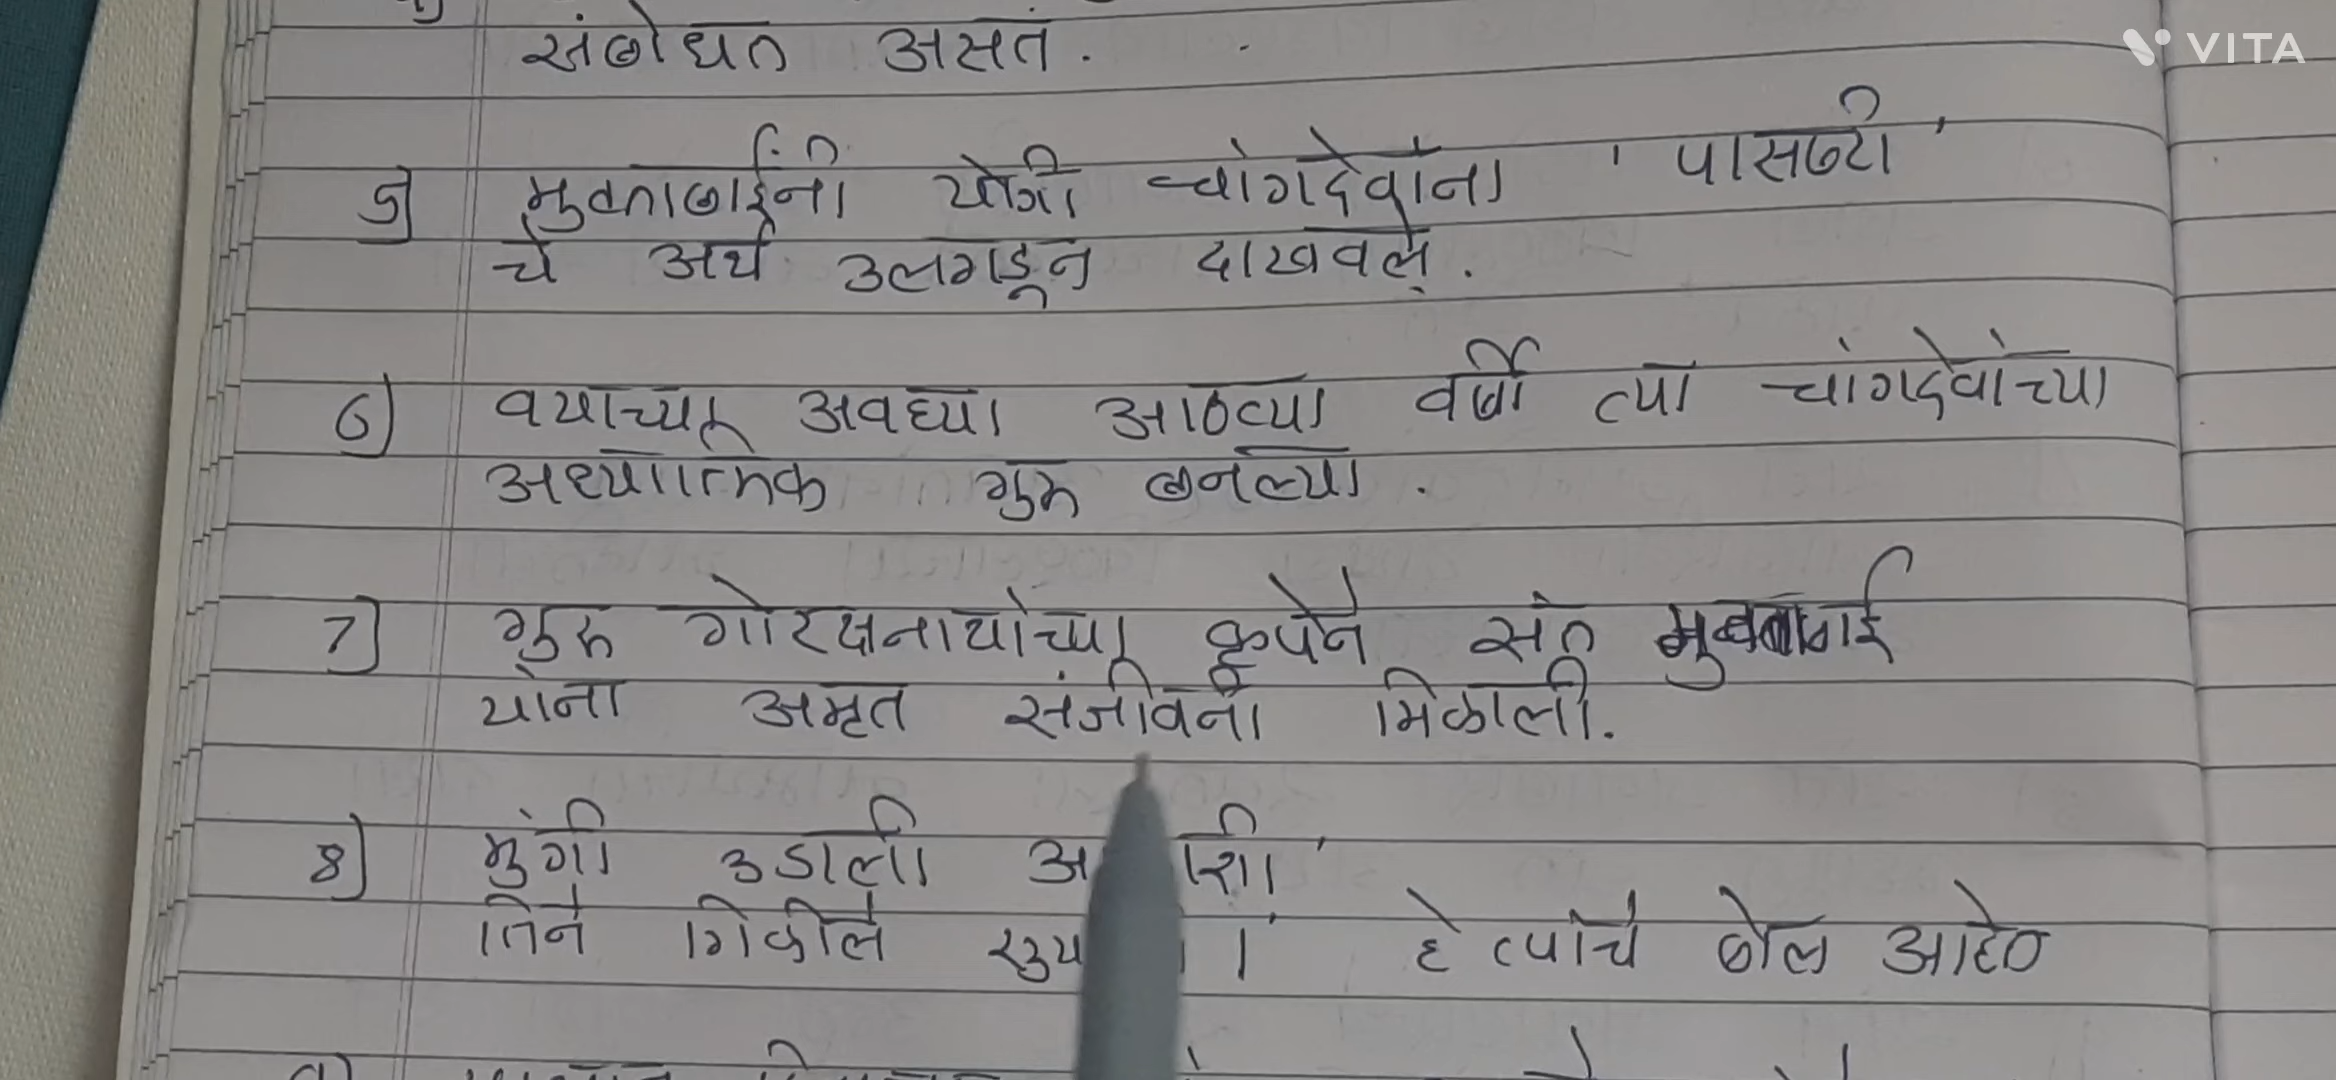 VITA
संबोधत असत.
5) मुक्ताबाईंनी योगी चांगदेवांना 'पासष्टी'
चे अर्थ उलगडून दाखवले.
6) वयाच्या अवघ्या आठव्या वर्षी त्या चांगदेवांच्या
अध्यात्मिक गुरु बनल्या.
7) गुरु गोरक्षनाथांच्या कृपेने संत मुक्ताबाई
यांना अमृत संजीवनी मिळाली.
8) मुंगी उडाली
तिने गिळीले हे त्यांचे बोल आहेत